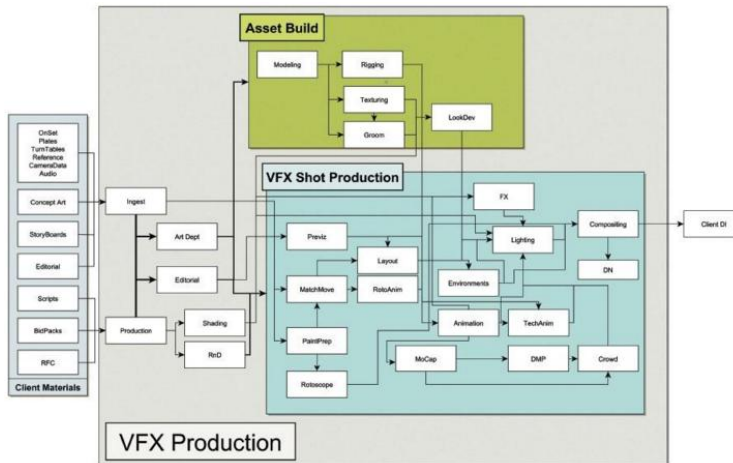 Asset Build
Modeling
Rigging
Texturing
Groom
LookDev
OnSet
Plates
TurnTables
Reference
CameraData
Audio
Concept Art
StoryBoards
Editorial
Scripts
BidPacks
RFC
Client Materials
Ingest
Production
Art Dept
Editorial
Shading
RnD
VFX Shot Production
FX
Previz
Layout
Lighting
Compositing
MatchMove
RotoAnim
Environments
DN
PaintPrep
Animation
TechAnim
Rotoscope
MoCap
DMP
Crowd
Client DI
VFX Production